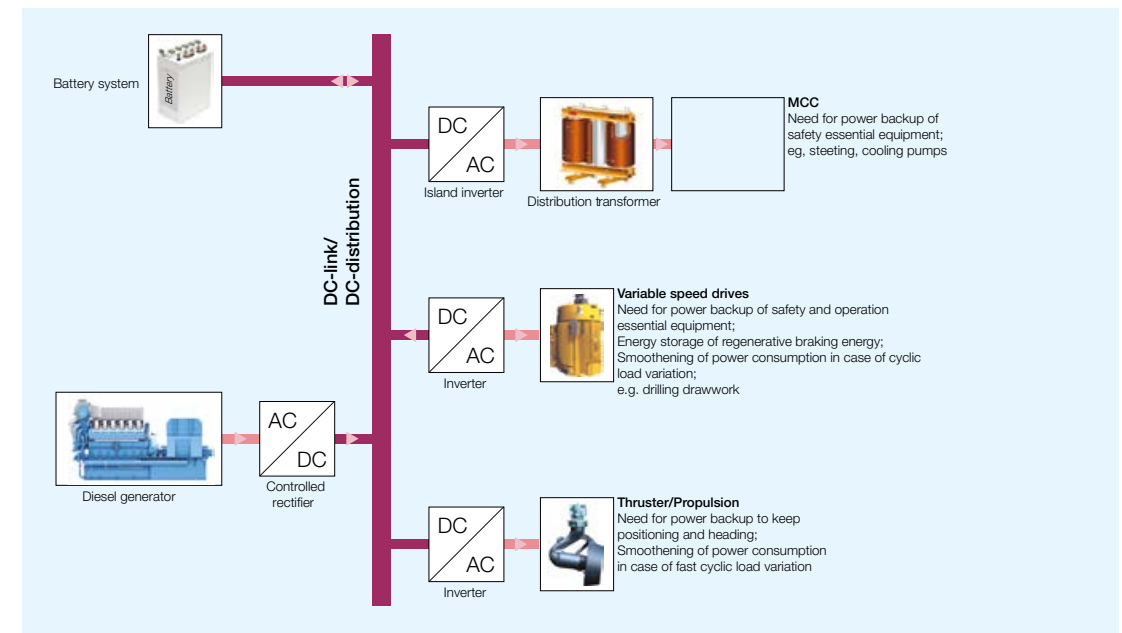 Battery system
Battery
DC-link/
DC-distribution
DC
AC
Island inverter
Distribution transformer
MCC
Need for power backup of
safety essential equipment;
eg, steeting, cooling pumps
DC
AC
Inverter
Variable speed drives
Need for power backup of safety and operation
essential equipment;
Energy storage of regenerative braking energy;
Smoothening of power consumption in case of cyclic
load variation;
e.g. drilling drawwork
Diesel generator
AC
DC
Controlled
rectifier
DC
AC
Inverter
Thruster/Propulsion
Need for power backup to keep
positioning and heading;
Smoothening of power consumption
in case of fast cyclic load variation